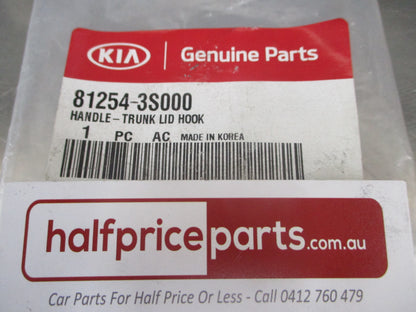 KIA Genuine Parts
81254-3S000
HANDLE-TRUNK LID HOOK
1 PC AC MADE IN KOREA
halfpriceparts.com.au
Car Parts For Half Price Or Less - Call 0412 760 479